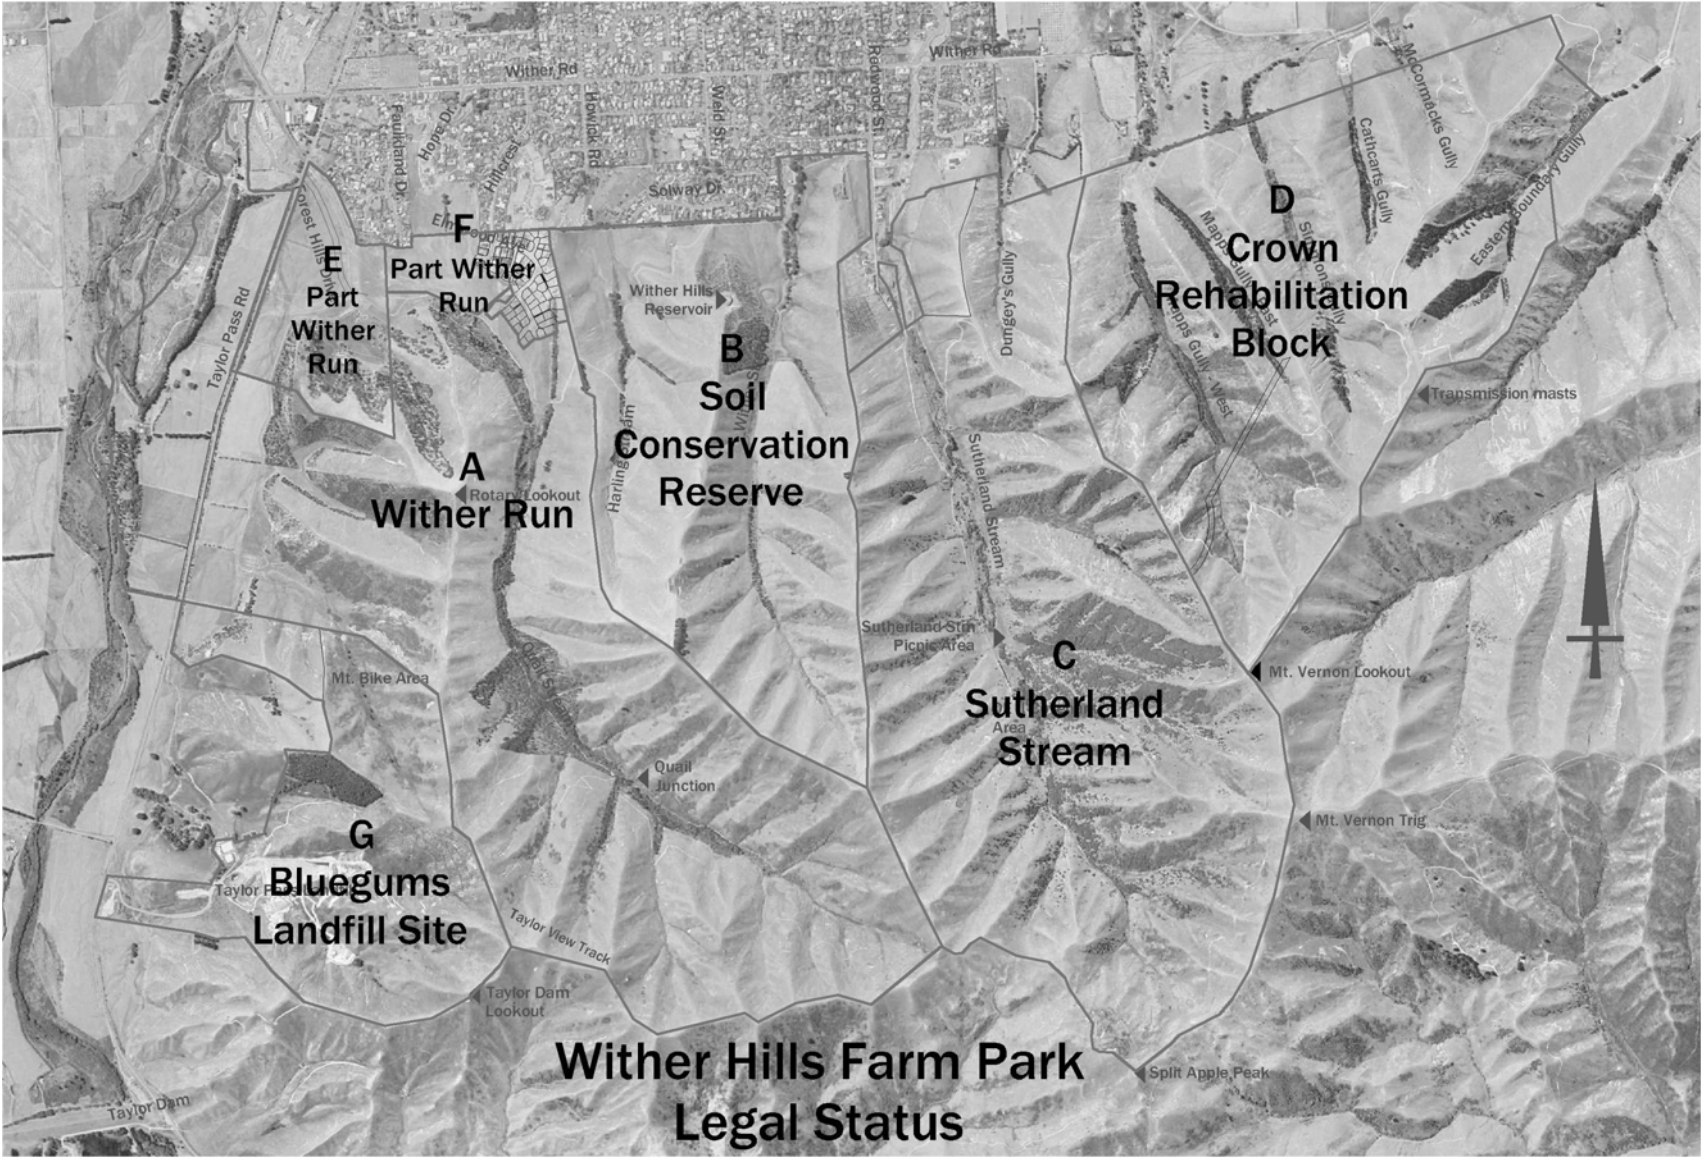 Wither Rd
Wither Rd
Redwood St.
McCormacks Gully
Faulkland Dr.
Hope Dr.
Hillcrest
Howick Rd
Weld St.
Cathcarts Gully
Solway Dr.
Eastern Boundary Gully
Taylor Pass Rd
E
Part
Wither
Run
F
Part Wither
Run
Wither Hills
Reservoir
B
Soil
Conservation
Reserve
Dungey's Gully
D
Crown
Rehabilitation
Block
Transmission masts
A
Rotary Lookout
Wither Run
Sutherland Stream
Sutherland Stm
Picnic Area
C
Sutherland
Area
Stream
Mt. Vernon Lookout
Mt. Bike Area
Quail
Junction
Mt. Vernon Trig
G
Bluegums
Landfill Site
Taylor View Track
Taylor Dam
Lookout
Split Apple Peak
Taylor Dam
Wither Hills Farm Park
Legal Status